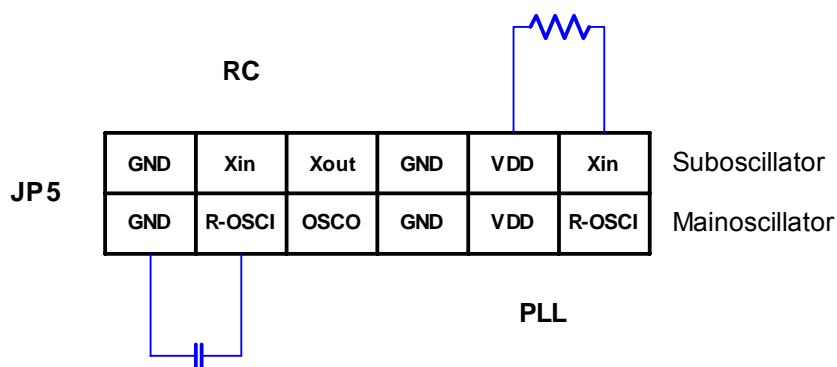 RC
GND Xin Xout GND VDD Xin Suboscillator
JP5
GND R-OSCI OSCO GND VDD R-OSCI Mainoscillator
PLL